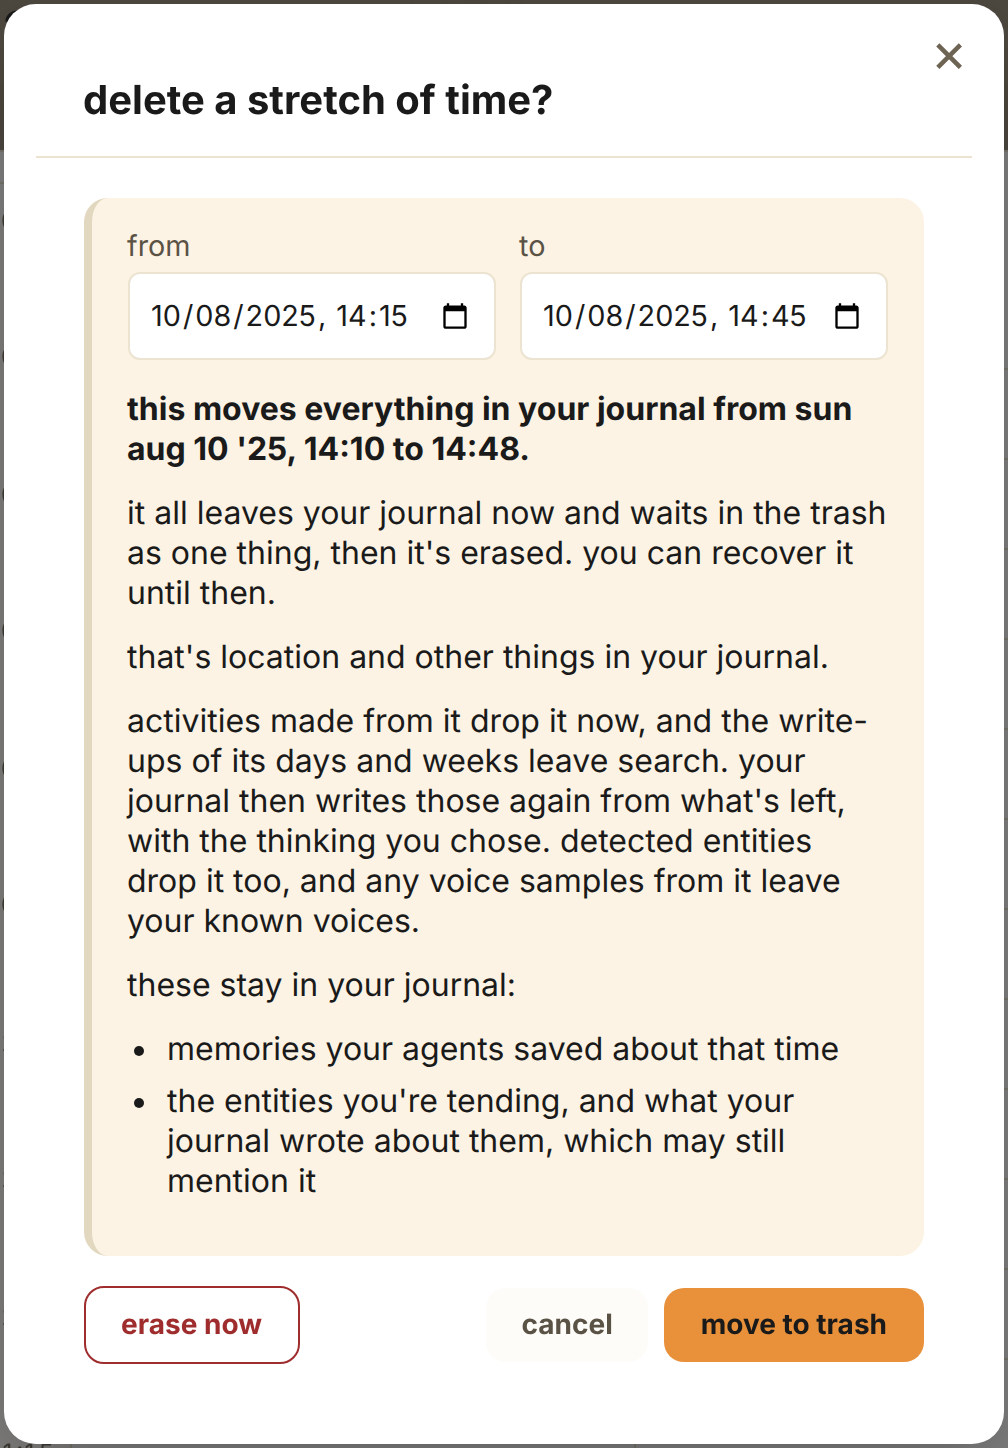 delete a stretch of time?
from
to
10/08/2025, 14:15
10/08/2025, 14:45
this moves everything in your journal from sun
aug 10 '25, 14:10 to 14:48.
it all leaves your journal now and waits in the trash
as one thing, then it's erased. you can recover it
until then.
that's location and other things in your journal.
activities made from it drop it now, and the write-
ups of its days and weeks leave search. your
journal then writes those again from what's left,
with the thinking you chose. detected entities
drop it too, and any voice samples from it leave
your known voices.
these stay in your journal:
• memories your agents saved about that time
• the entities you're tending, and what your
journal wrote about them, which may still
mention it
erase now
cancel
move to trash